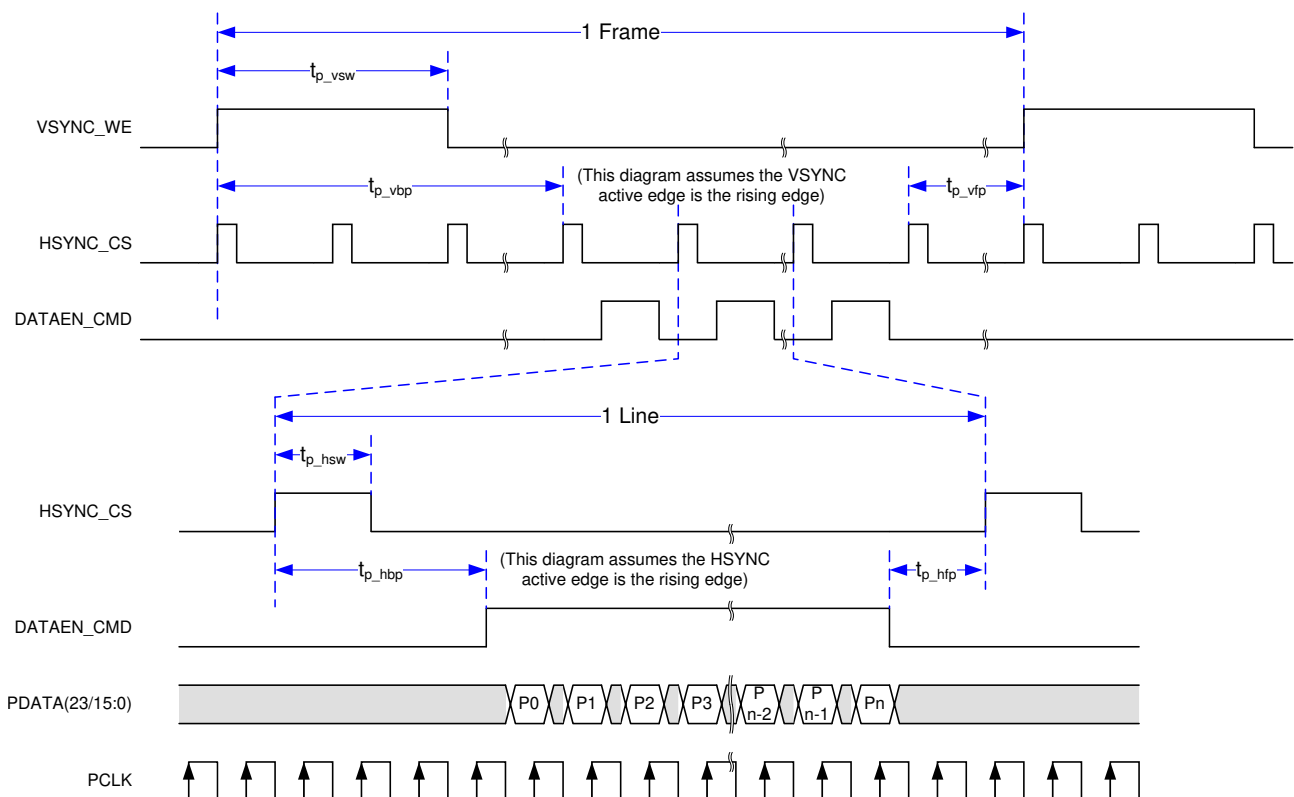 1 Frame
tp_vsw
VSYNC_WE
tp_vbp
(This diagram assumes the VSYNC
active edge is the rising edge)
tp_vfp
HSYNC_CS
DATAEN_CMD
1 Line
tp_hsw
HSYNC_CS
tp_hbp
(This diagram assumes the HSYNC
active edge is the rising edge)
tp_hfp
DATAEN_CMD
PDATA(23/15:0)
P0
P1
P2
P3
P
n-2
P
n-1
Pn
PCLK